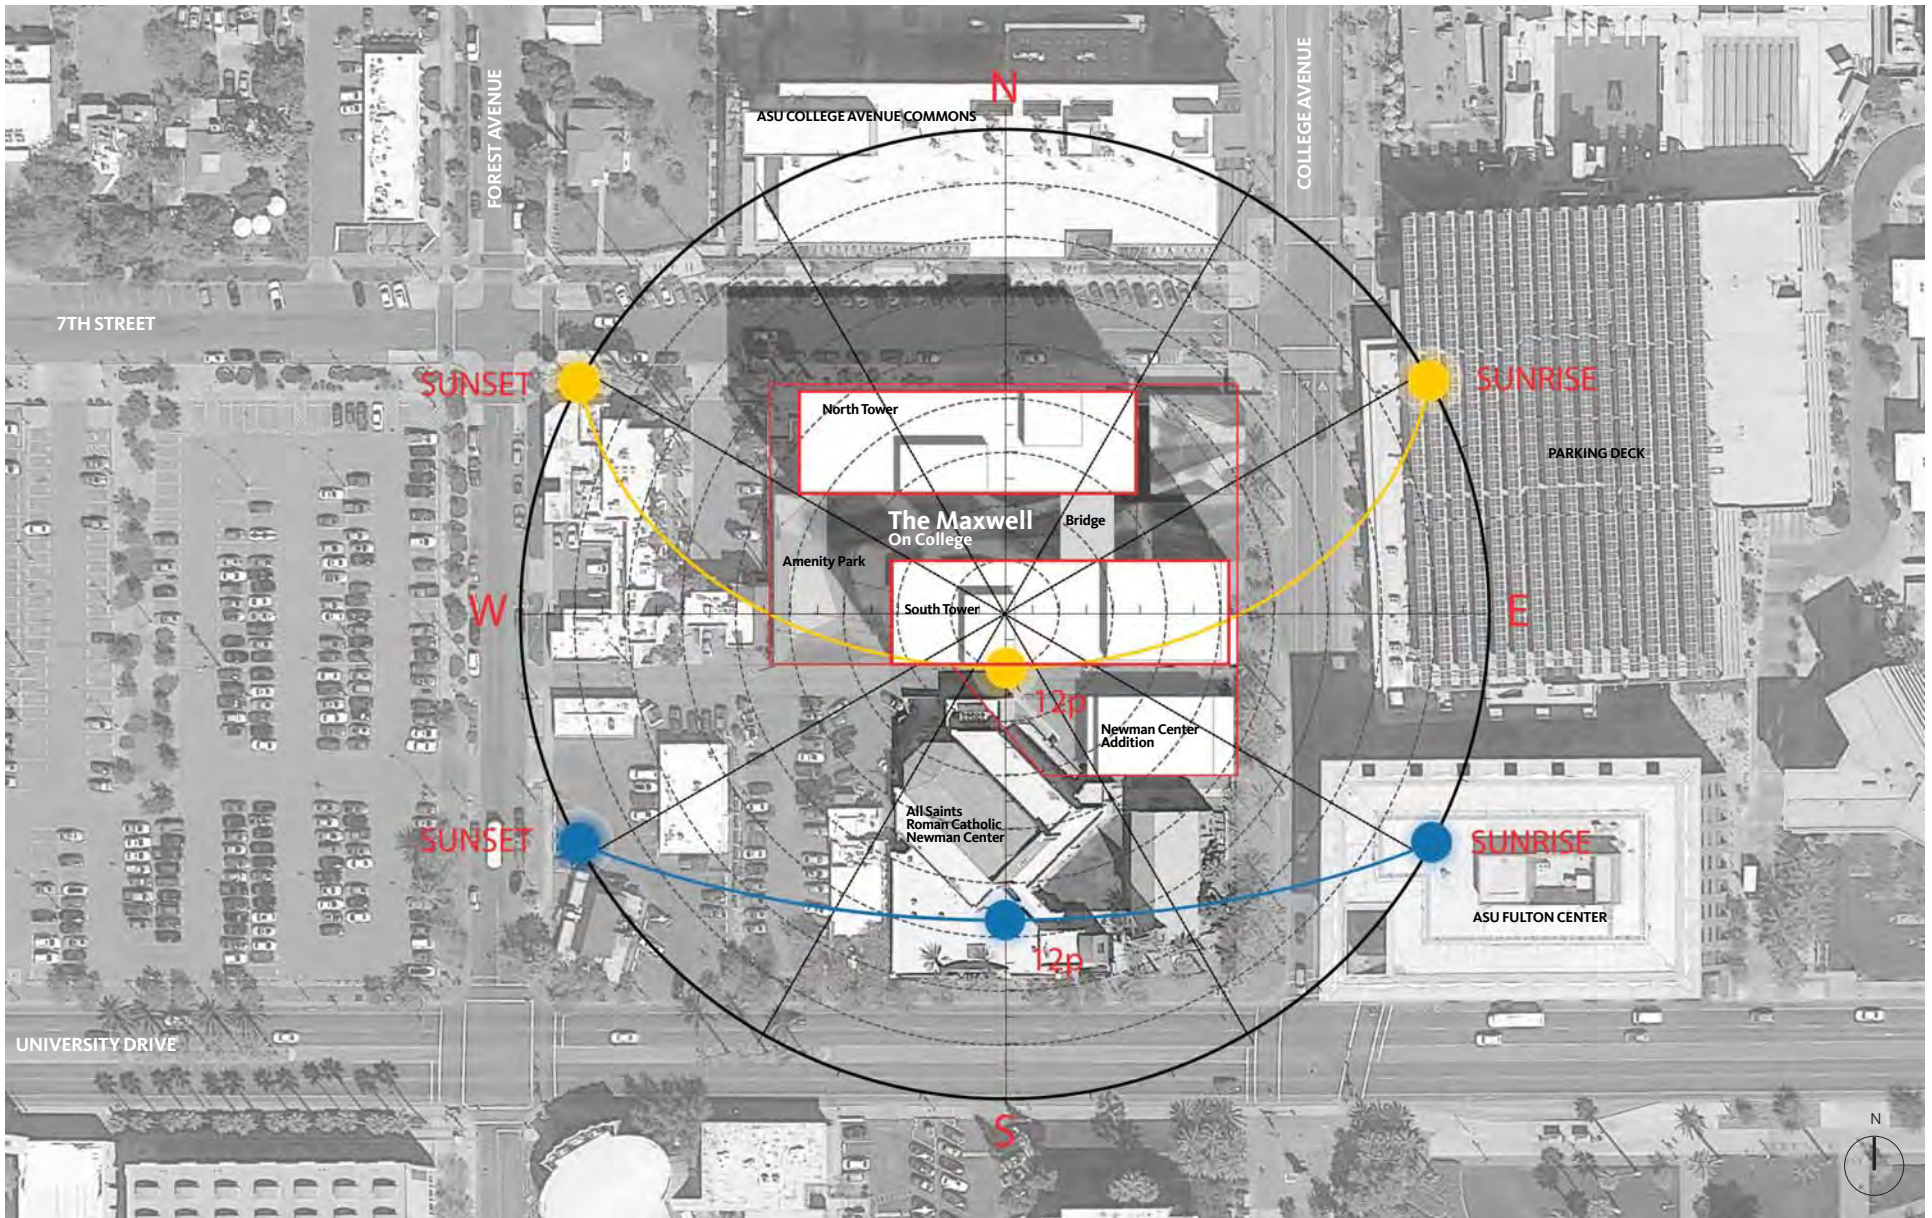 N
ASU COLLEGE AVENUE COMMONS
FOREST AVENUE
COLLEGE AVENUE
7TH STREET
SUNSET
SUNRISE
North Tower
PARKING DECK
The Maxwell
On College
Bridge
Amenity Park
W
South Tower
E
12p
Newman Center
Addition
All Saints
Roman Catholic
Newman Center
SUNSET
SUNRISE
ASU FULTON CENTER
12p
UNIVERSITY DRIVE
S
N